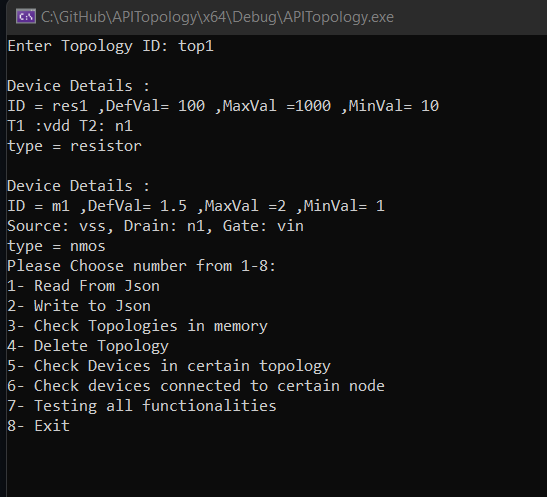 C:\GitHub\APITopology\x64\Debug\APITopology.exe
Enter Topology ID: top1
Device Details :
ID = res1 ,DefVal= 100 ,MaxVal =1000 ,MinVal= 10
T1 :vdd T2: n1
type = resistor
Device Details :
ID = m1 ,DefVal= 1.5 ,MaxVal =2 ,MinVal= 1
Source: vss, Drain: n1, Gate: vin
type = nmos
Please Choose number from 1-8:
1- Read From Json
2- Write to Json
3- Check Topologies in memory
4- Delete Topology
5- Check Devices in certain topology
6- Check devices connected to certain node
7- Testing all functionalities
8- Exit